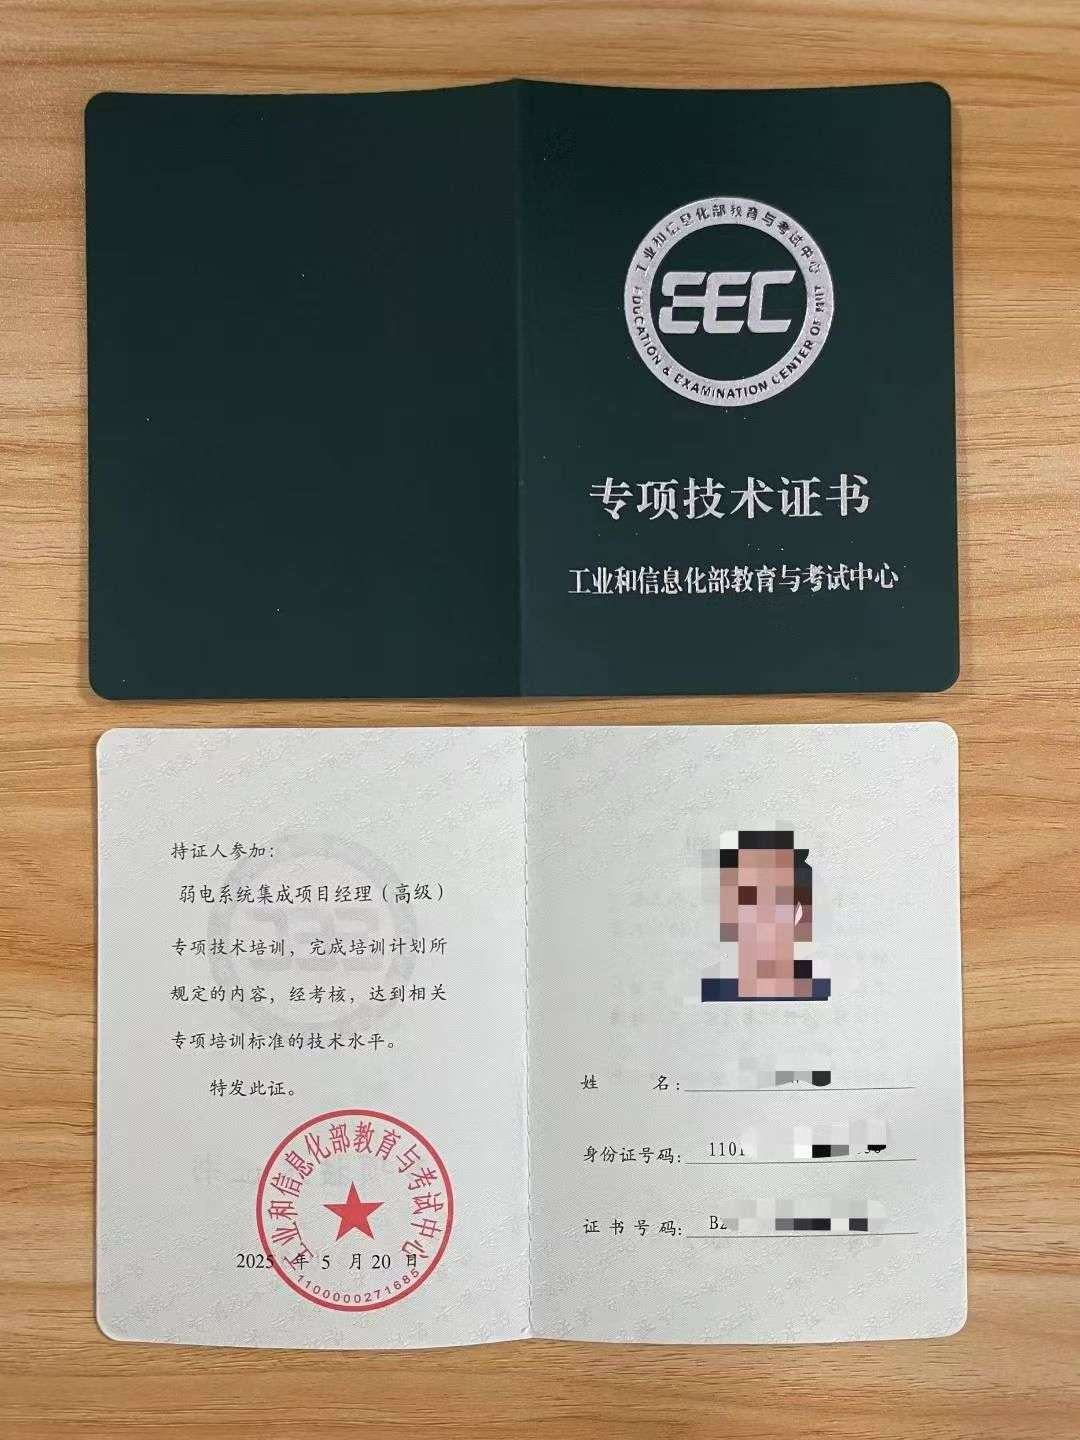 工业和信息化部教育与考试中心
EEC
EDUCATION & EXAMINATION CENTER OF MIIT
专项技术证书
工业和信息化部教育与考试中心
持证人参加：
弱电系统集成项目经理（高级）
专项技术培训，完成培训计划所
规定的内容，经考核，达到相关
专项培训标准的技术水平。
特发此证。
工业和信息化部教育与考试中心
2025 年 5 月 20 日
1100000271685
姓 名：
身份证号码：110
证书号码：B